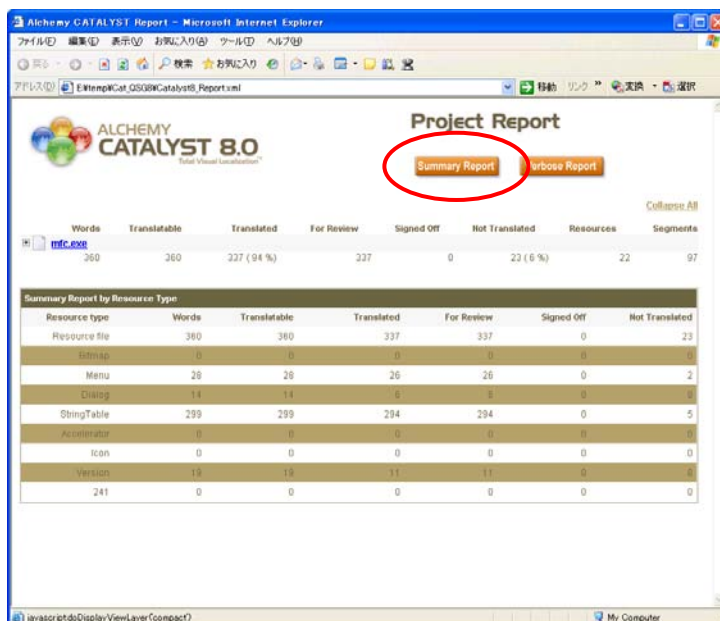 Alchemy CATALYST Report - Microsoft Internet Explorer
ファイル(F) 編集(E) 表示(V) お気に入り(A) ツール(T) ヘルプ(H)
戻る 検索 お気に入り
アドレス(D) E:¥temp¥Cat_QSG8¥Catalyst8_Report.xml 移動 リンク » 変換 選択
ALCHEMY
CATALYST 8.0
Total Visual Localization™
Project Report
Summary Report Verbose Report
Collapse All
Words Translatable Translated For Review Signed Off Not Translated Resources Segments
mfc.exe
360 360 337 ( 94 %) 337 0 23 ( 6 %) 22 97
Summary Report by Resource Type
Resource type Words Translatable Translated For Review Signed Off Not Translated
Resource file 360 360 337 337 0 23
Bitmap 0 0 0 0 0 0
Menu 28 28 26 26 0 2
Dialog 14 14 6 6 0
StringTable 299 299 294 294 0 5
Accelerator 0 0 0 0 0 0
Icon 0 0 0 0 0 0
Version 19 19 11 11 0
241 0 0 0 0 0 0
javascript:doDisplayViewLayer('compact') My Computer